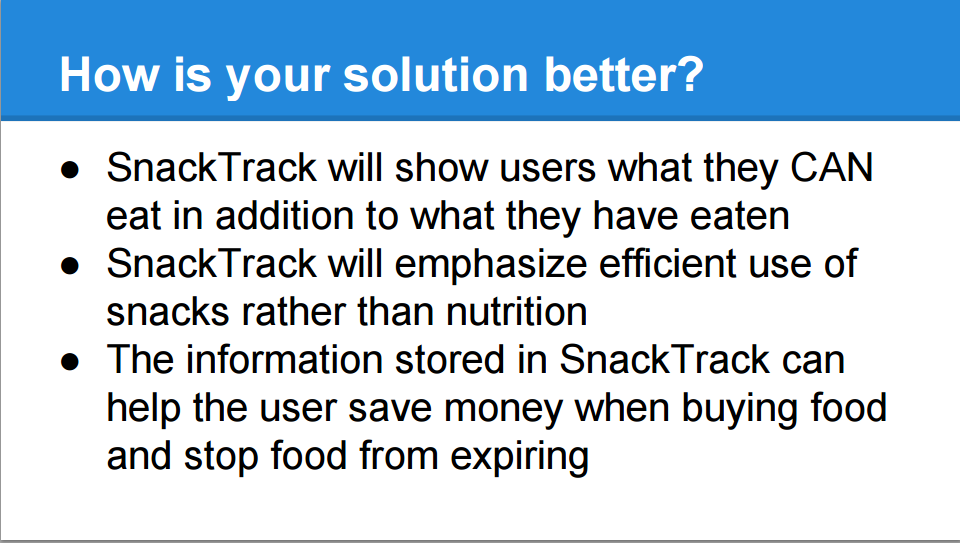 How is your solution better?
● SnackTrack will show users what they CAN
eat in addition to what they have eaten
● SnackTrack will emphasize efficient use of
snacks rather than nutrition
● The information stored in SnackTrack can
help the user save money when buying food
and stop food from expiring